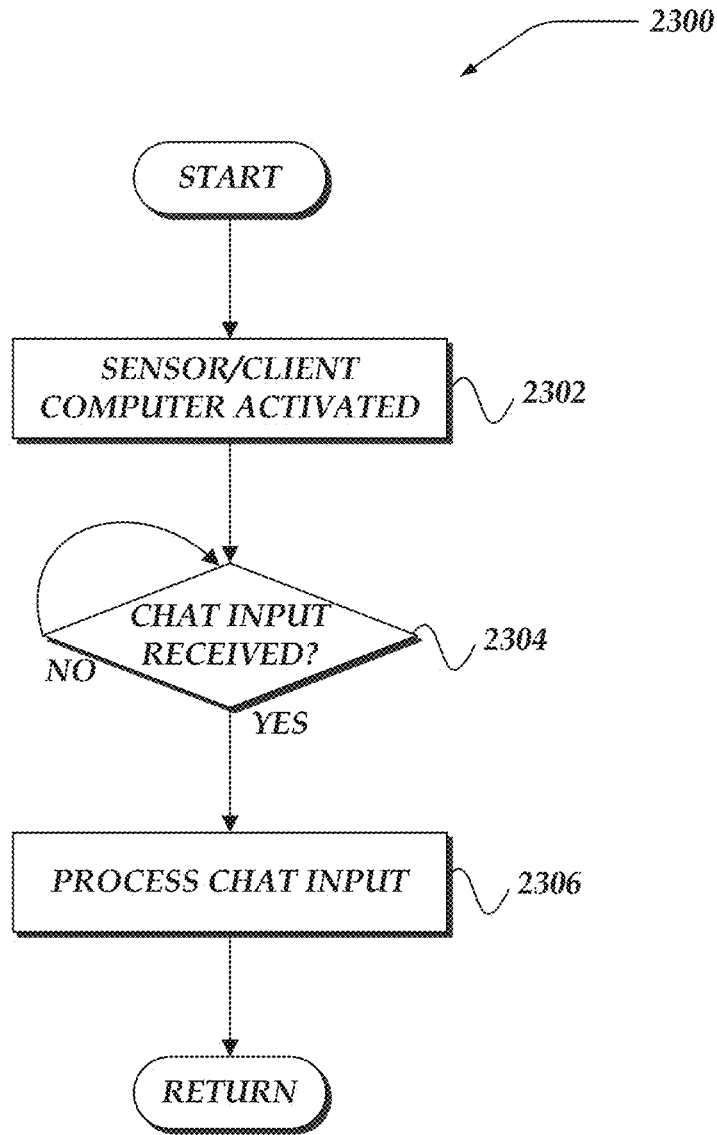 2300
START
SENSOR/CLIENT
COMPUTER ACTIVATED
2302
CHAT INPUT
RECEIVED?
2304
NO
YES
PROCESS CHAT INPUT
2306
RETURN